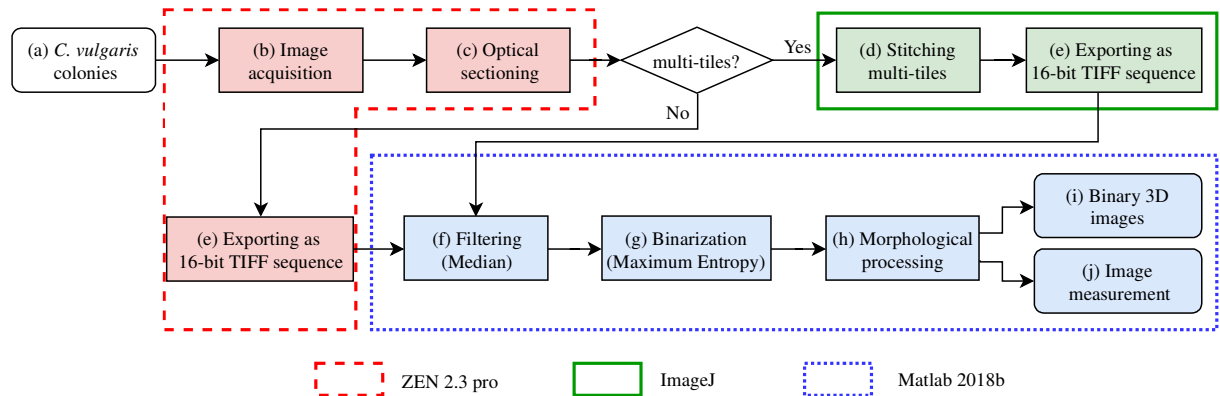 (a) C. vulgaris
colonies
(b) Image
acquisition
(c) Optical
sectioning
multi-tiles?
Yes
No
(d) Stitching
multi-tiles
(e) Exporting as
16-bit TIFF sequence
(e) Exporting as
16-bit TIFF sequence
(f) Filtering
(Median)
(g) Binarization
(Maximum Entropy)
(h) Morphological
processing
(i) Binary 3D
images
(j) Image
measurement
ZEN 2.3 pro
ImageJ
Matlab 2018b